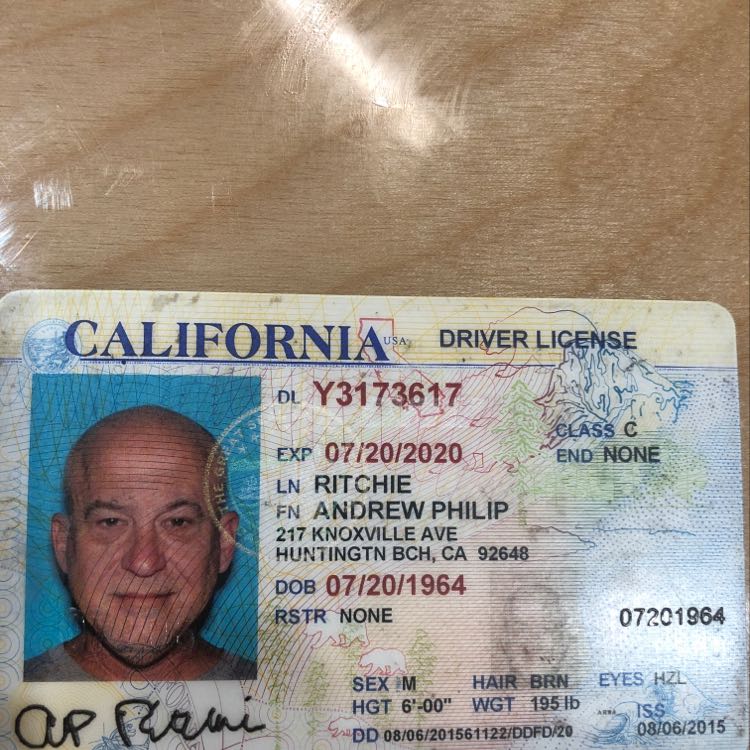 CALIFORNIA USA DRIVER LICENSE
DL Y3173617
CLASS C
EXP 07/20/2020 END NONE
LN RITCHIE
FN ANDREW PHILIP
217 KNOXVILLE AVE
HUNTINGTN BCH, CA 92648
DOB 07/20/1964
RSTR NONE 07201964
SEX M HAIR BRN EYES HZL
HGT 6'-00" WGT 195 lb ISS
DD 08/06/201561122/DDFD/20 08/06/2015